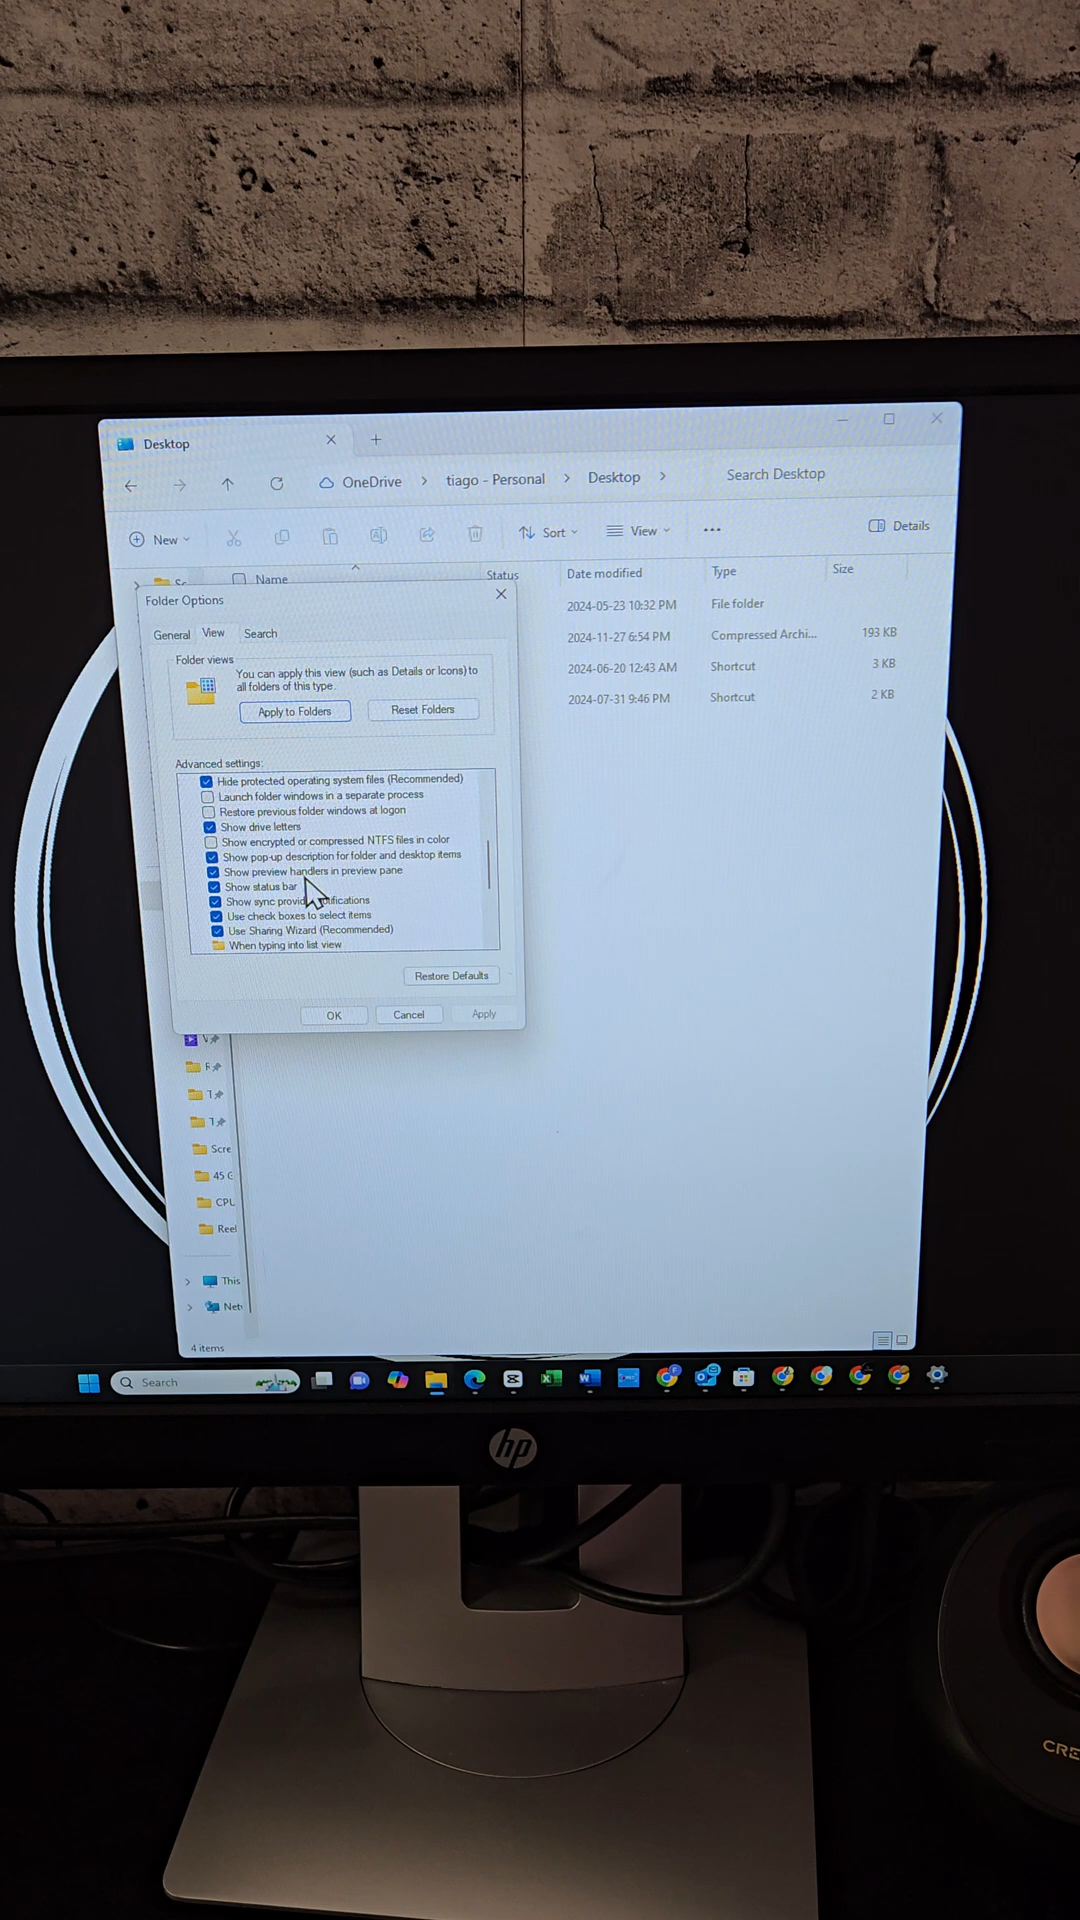 Desktop
OneDrive > tiago - Personal > Desktop >
Search Desktop
New
Sort
View
Details
Name
Status
Date modified
Type
Size
2024-05-23 10:32 PM File folder
2024-11-27 6:54 PM Compressed Archi... 193 KB
2024-06-20 12:43 AM Shortcut 3 KB
2024-07-31 9:46 PM Shortcut 2 KB
Folder Options
General View Search
Folder views
You can apply this view (such as Details or Icons) to
all folders of this type.
Apply to Folders
Reset Folders
Advanced settings:
Hide protected operating system files (Recommended)
Launch folder windows in a separate process
Restore previous folder windows at logon
Show drive letters
Show encrypted or compressed NTFS files in color
Show pop-up description for folder and desktop items
Show preview handlers in preview pane
Show status bar
Show sync provid notifications
Use check boxes to select items
Use Sharing Wizard (Recommended)
When typing into list view
Restore Defaults
OK
Cancel
Apply
Scre
45 G
CPL
Reel
This
Net
4 items
Search
hp
CRE